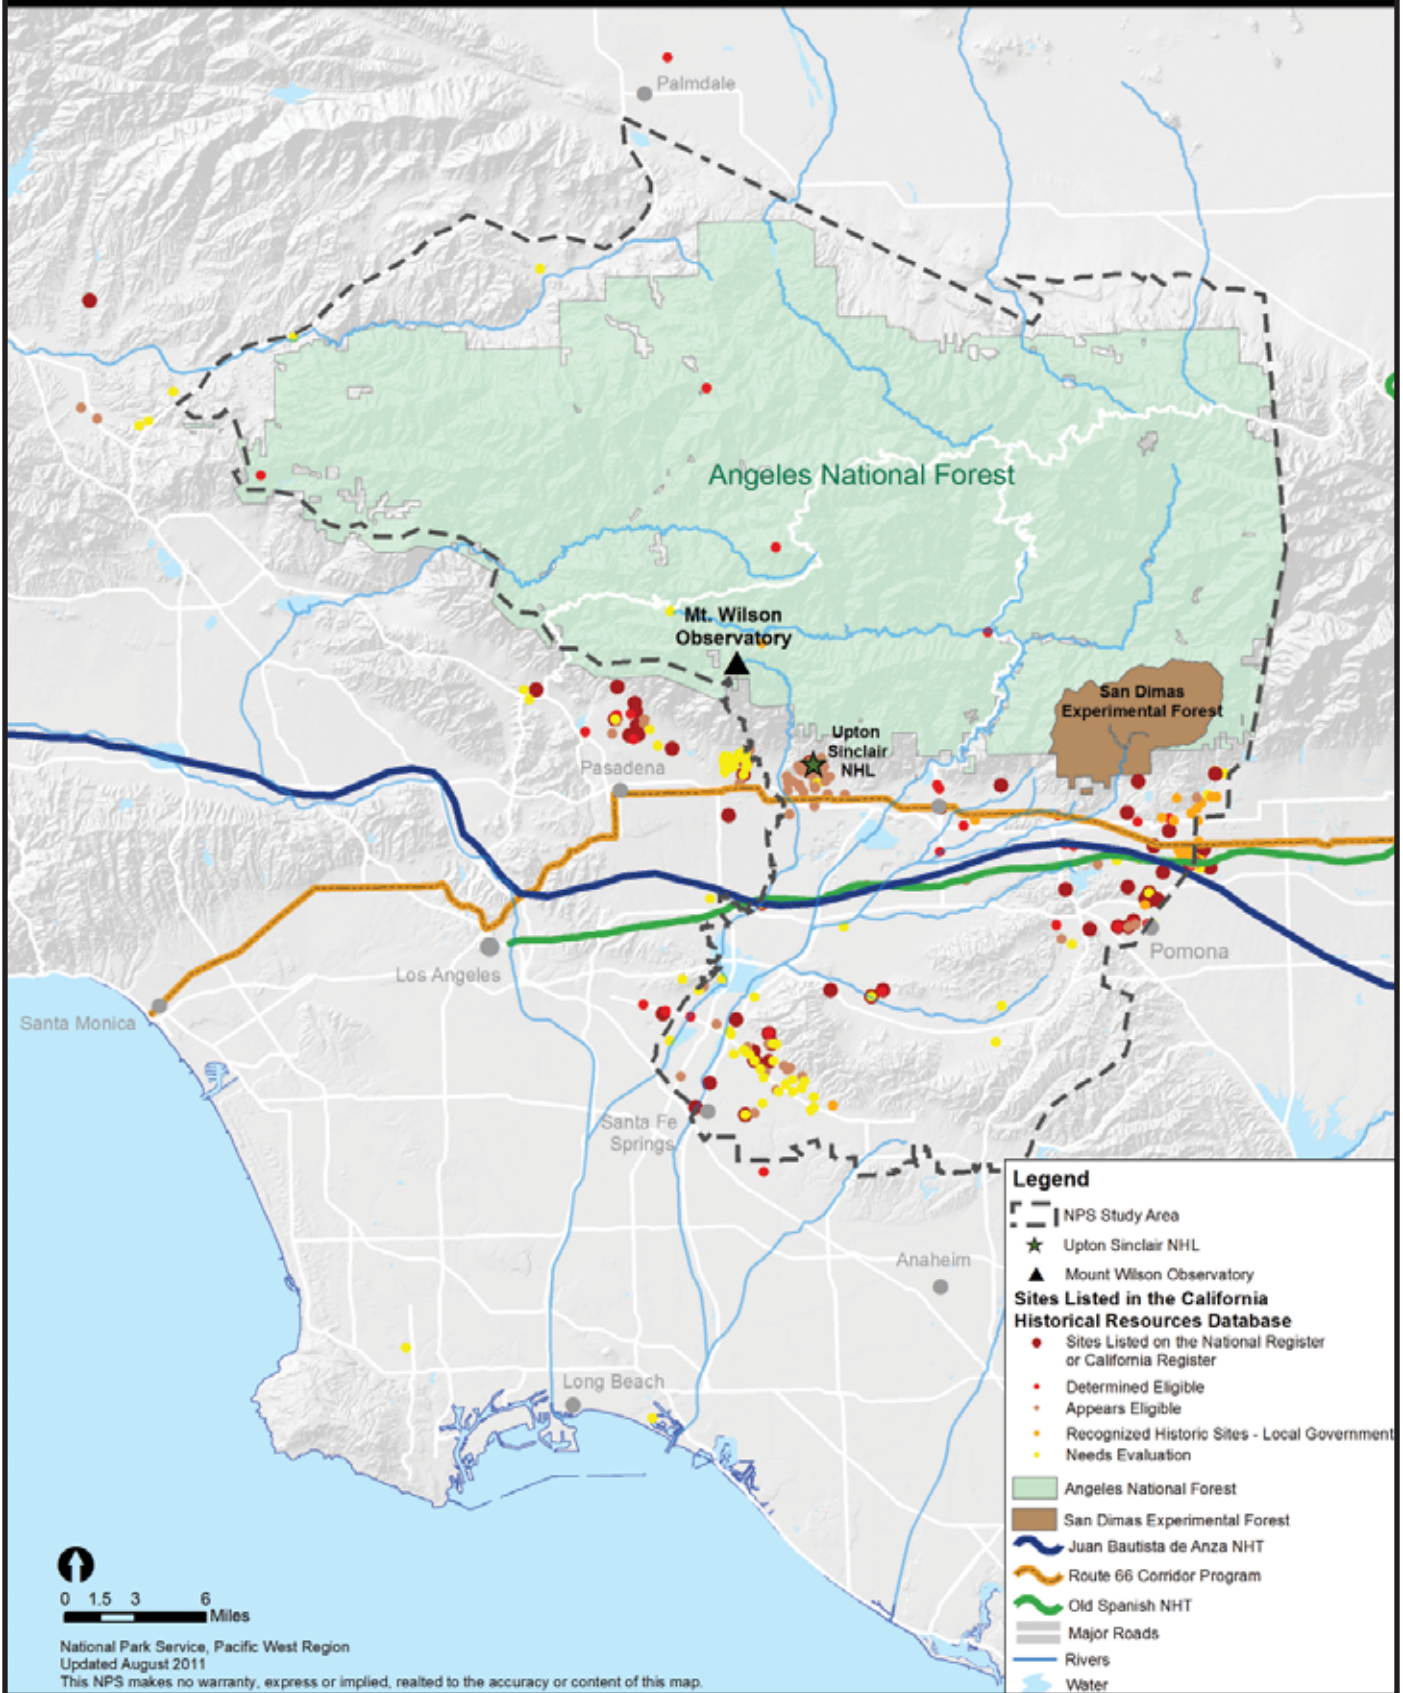 Palmdale
Angeles National Forest
Mt. Wilson
Observatory
San Dimas
Experimental Forest
Upton
Sinclair
NHL
Pasadena
Los Angeles
Pomona
Santa Monica
Santa Fe
Springs
Anaheim
Long Beach
Legend
NPS Study Area
Upton Sinclair NHL
Mount Wilson Observatory
Sites Listed in the California
Historical Resources Database
Sites Listed on the National Register
or California Register
Determined Eligible
Appears Eligible
Recognized Historic Sites - Local Government
Needs Evaluation
Angeles National Forest
San Dimas Experimental Forest
Juan Bautista de Anza NHT
Route 66 Corridor Program
Old Spanish NHT
Major Roads
Rivers
Water
0 1.5 3 6
Miles
National Park Service, Pacific West Region
Updated August 2011
This NPS makes no warranty, express or implied, realted to the accuracy or content of this map.